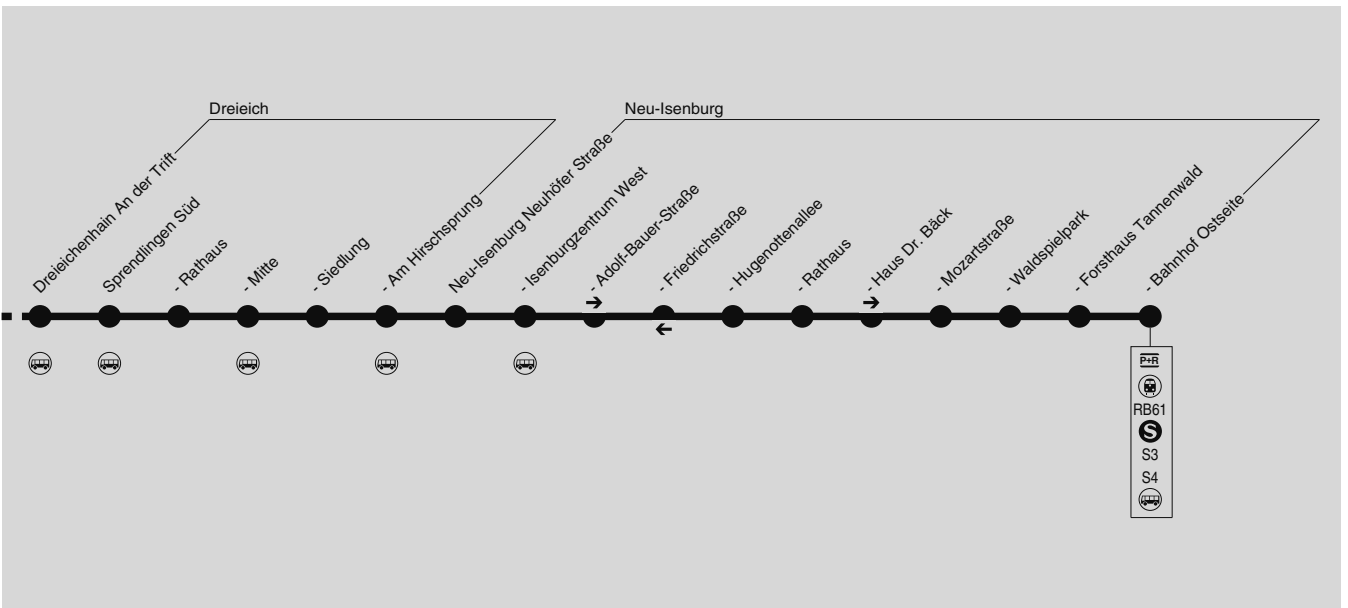 Dreieich
Neu-Isenburg
Dreieichenhain An der Trift
Sprendlingen Süd
- Rathaus
- Mitte
- Siedlung
- Am Hirschsprung
Neu-Isenburg Neuhöfer Straße
- Isenburgzentrum West
- Adolf-Bauer-Straße
- Friedrichstraße
- Hugenottenallee
- Rathaus
- Haus Dr. Bäck
- Mozartstraße
- Waldspielpark
- Forsthaus Tannenwald
- Bahnhof Ostseite
P+R
RB61
S
S3
S4